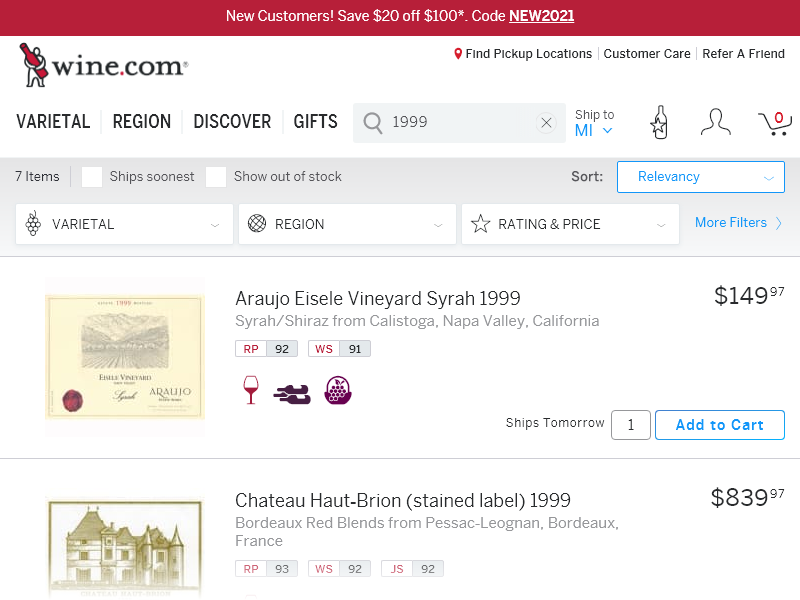 New Customers! Save $20 off $100*. Code NEW2021
wine.com®
Find Pickup Locations
Customer Care
Refer A Friend
VARIETAL
REGION
DISCOVER
GIFTS
1999
Ship to
MI
0
7 Items
Ships soonest
Show out of stock
Sort:
Relevancy
VARIETAL
REGION
RATING & PRICE
More Filters
Araujo Eisele Vineyard Syrah 1999
$149 97
Syrah/Shiraz from Calistoga, Napa Valley, California
RP 92
WS 91
1999
EISELE VINEYARD
Syrah
ARAUJO
Ships Tomorrow
1
Add to Cart
Chateau Haut-Brion (stained label) 1999
$839 97
Bordeaux Red Blends from Pessac-Leognan, Bordeaux,
France
RP 93
WS 92
JS 92
CHATEAU HAUT-BRION